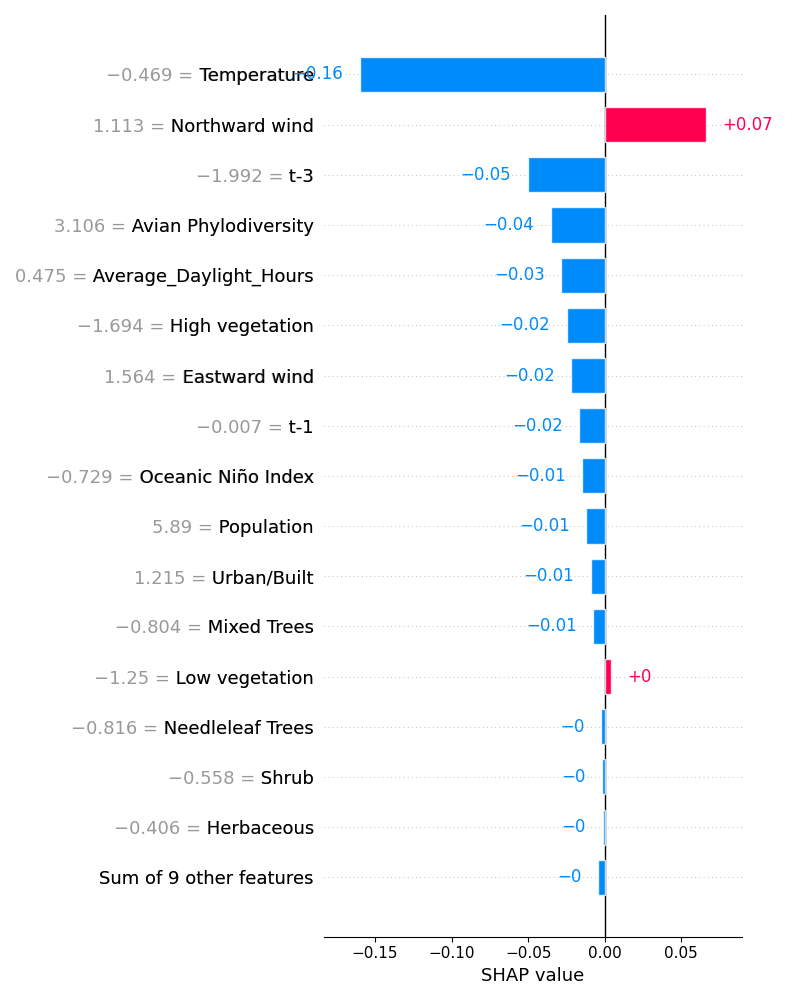 −0.469 = Temperature −0.16
1.113 = Northward wind +0.07
−1.992 = t-3 −0.05
3.106 = Avian Phylodiversity −0.04
0.475 = Average_Daylight_Hours −0.03
−1.694 = High vegetation −0.02
1.564 = Eastward wind −0.02
−0.007 = t-1 −0.02
−0.729 = Oceanic Niño Index −0.01
5.89 = Population −0.01
1.215 = Urban/Built −0.01
−0.804 = Mixed Trees −0.01
−1.25 = Low vegetation +0
−0.816 = Needleleaf Trees −0
−0.558 = Shrub −0
−0.406 = Herbaceous −0
Sum of 9 other features −0
−0.15 −0.10 −0.05 0.00 0.05
SHAP value